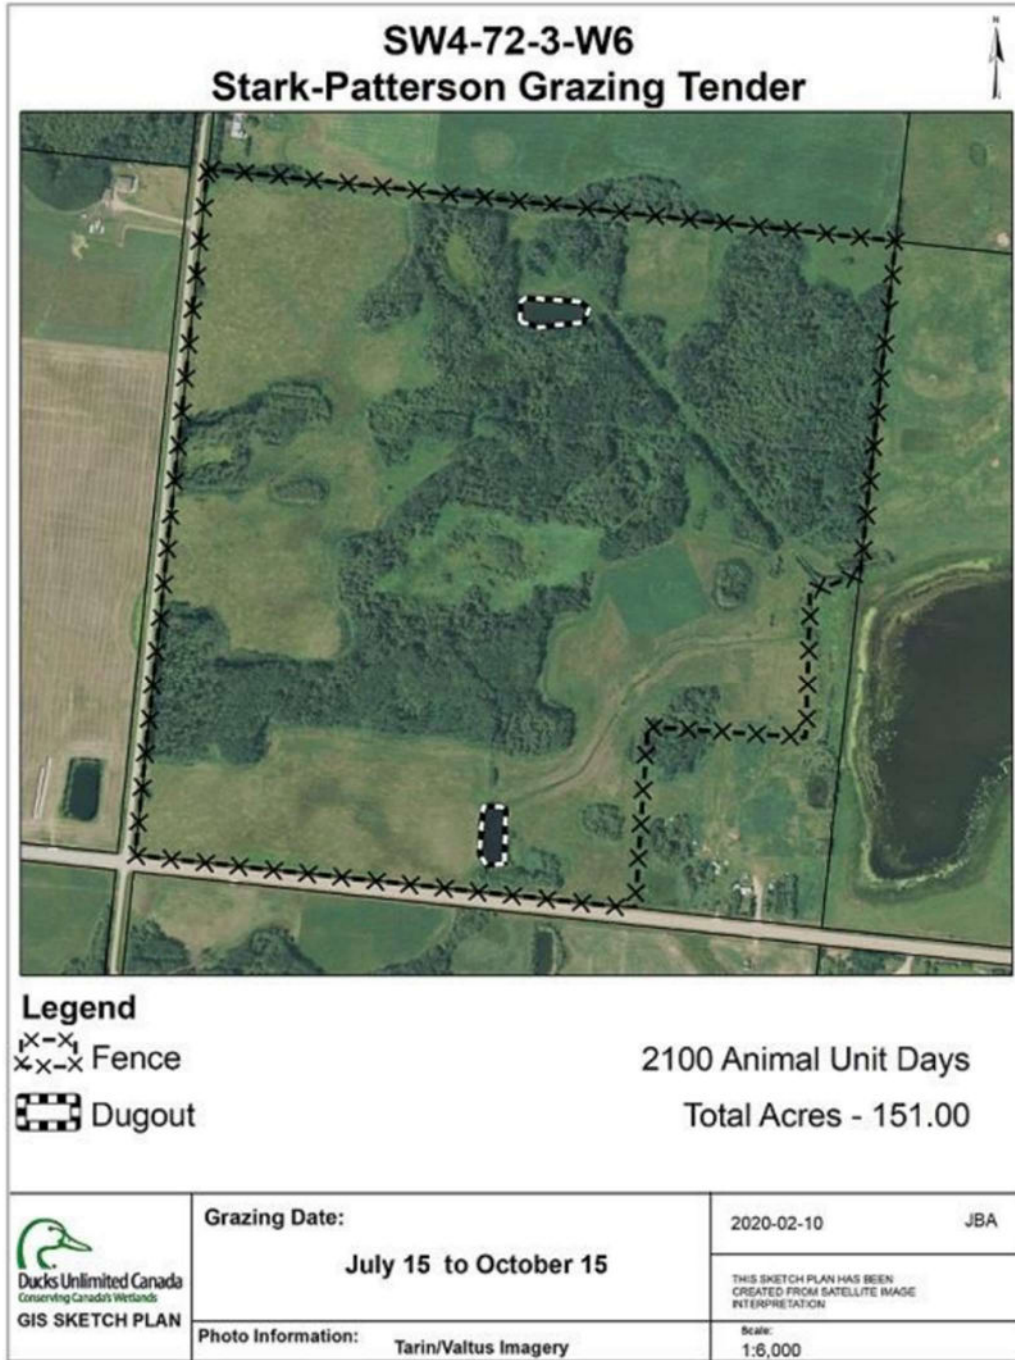 SW4-72-3-W6
Stark-Patterson Grazing Tender
N
Legend
Fence
2100 Animal Unit Days
Dugout
Total Acres - 151.00
Ducks Unlimited Canada
Conserving Canada's Wetlands
GIS SKETCH PLAN
Grazing Date:
July 15 to October 15
Photo Information:
Tarin/Valtus Imagery
2020-02-10 JBA
THIS SKETCH PLAN HAS BEEN
CREATED FROM SATELLITE IMAGE
INTERPRETATION
Scale:
1:6,000